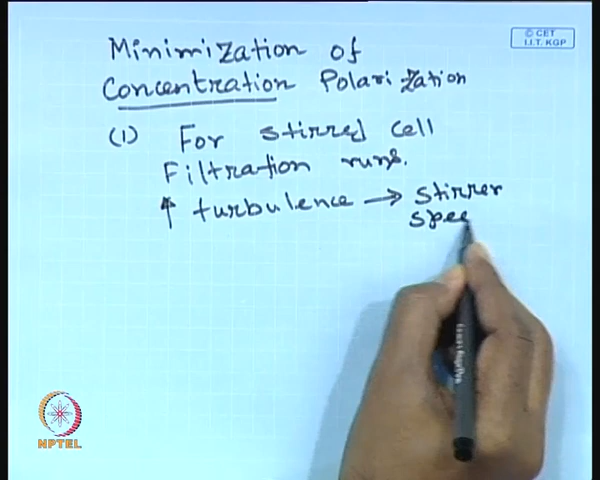 © CET
I.I.T. KGP
Minimization of
Concentration Polarization
(1) For stirred cell
Filtration runs.
↑ turbulence → stirrer
spee
NPTEL